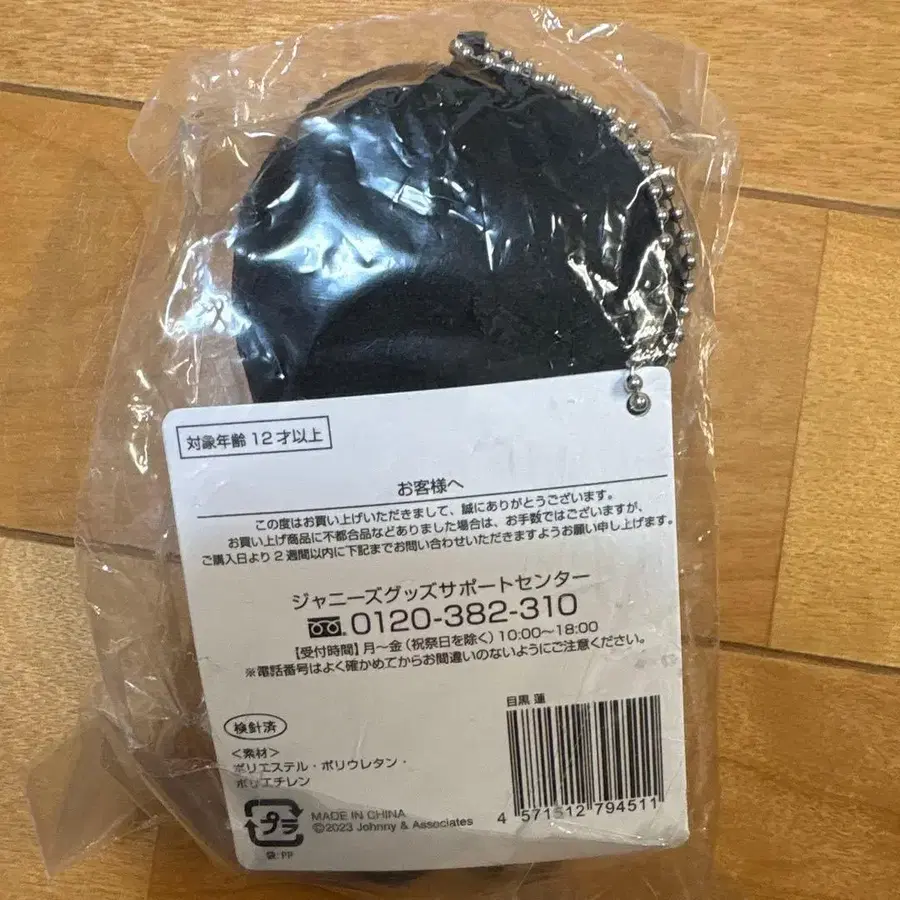 対象年齢12才以上
お客様へ
この度はお買い上げいただきまして、誠にありがとうございます。
お買い上げ商品に不都合品などありました場合は、お手数ではございますが、
ご購入日より2週間以内に下記までお問い合わせいただきますようお願い申し上げます。
ジャニーズグッズサポートセンター
0120-382-310
【受付時間】月〜金(祝祭日を除く)10:00〜18:00
※電話番号はよく確かめてからお間違いのないようにご注意ください。
目黒 蓮
検針済
<素材>
ポリエステル・ポリウレタン・
ポリエチレン
プラ
袋:PP
MADE IN CHINA
©2023 Johnny & Associates
4 571512 794511